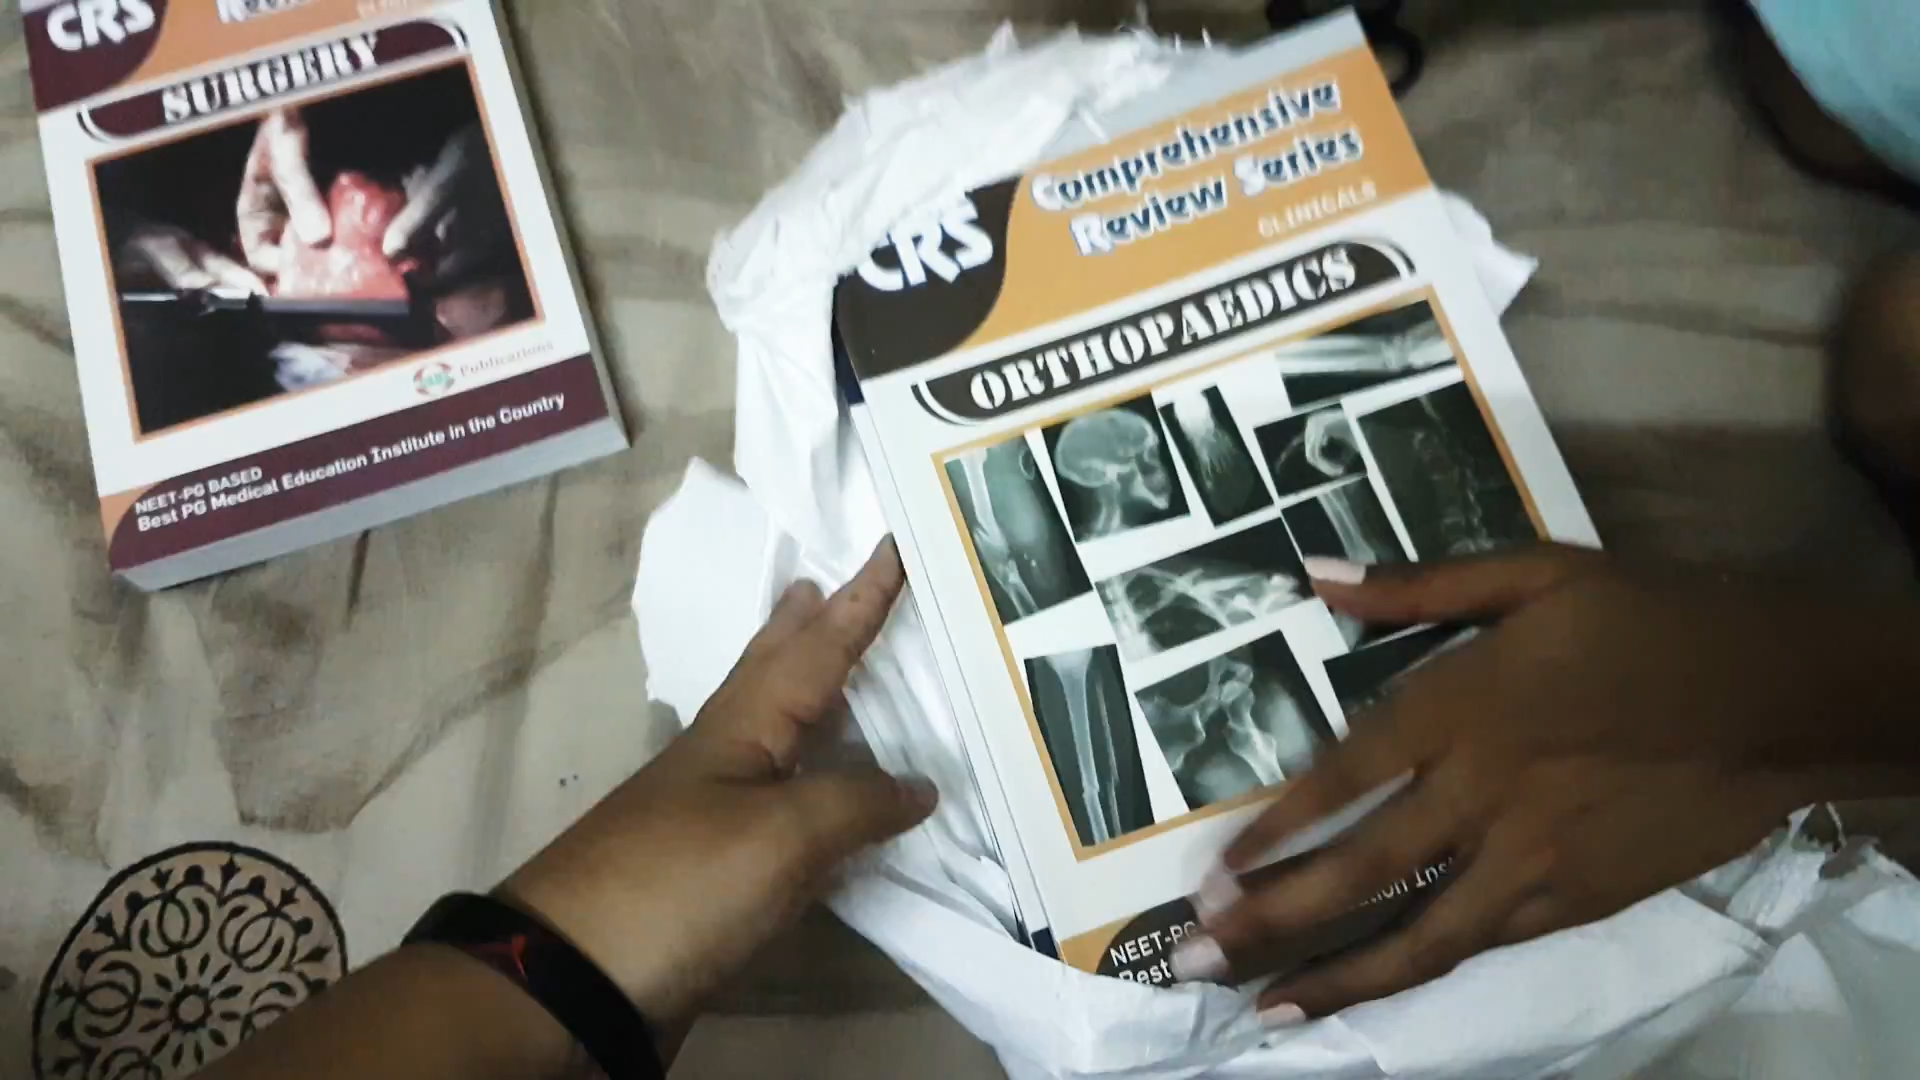 CRS
SURGERY
Publications
NEET-PG BASED
Best PG Medical Education Institute in the Country
CRS
Comprehensive
Review Series
CLINICALS
ORTHOPAEDICS
NEET-PG
Best